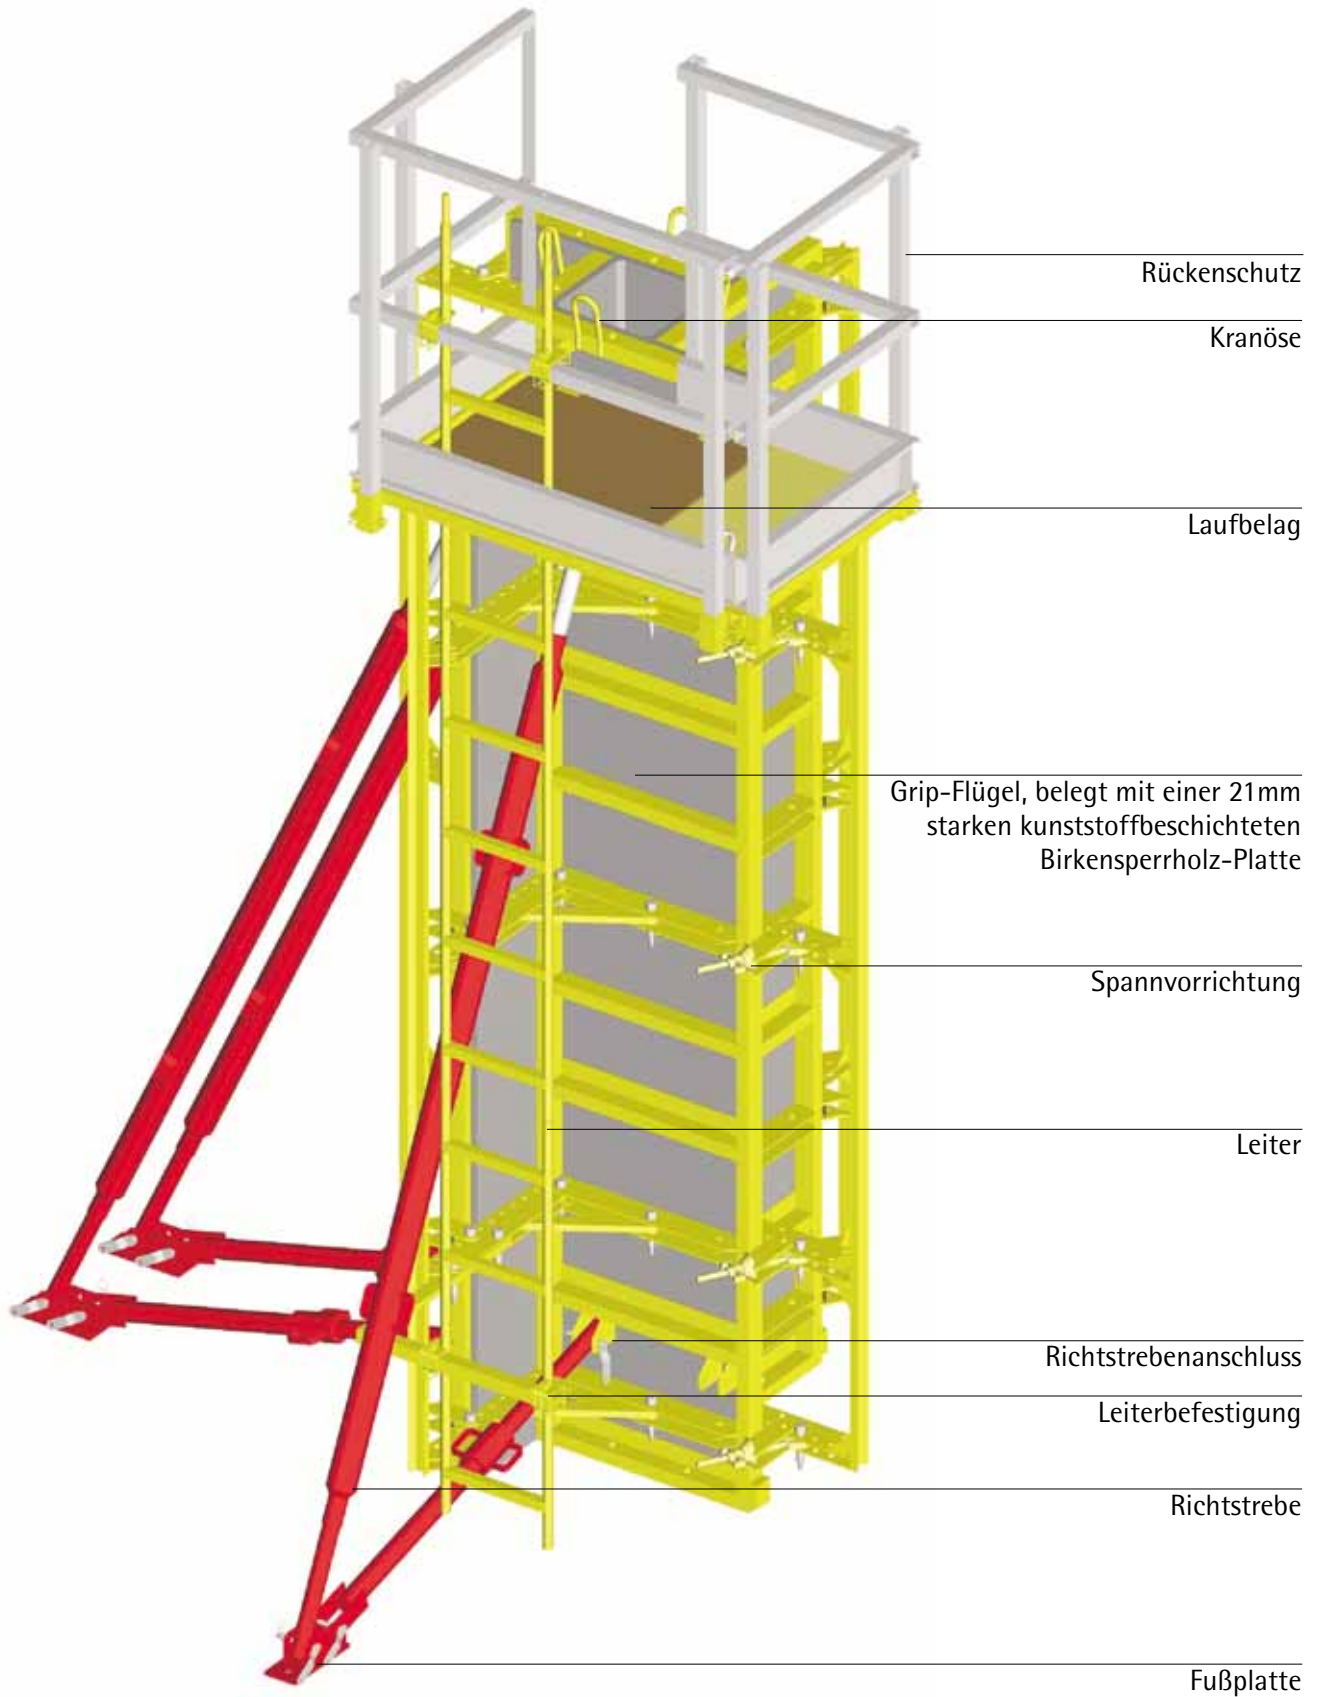 Rückenschutz
Kranöse
Laufbelag
Grip-Flügel, belegt mit einer 21mm
starken kunststoffbeschichteten
Birkensperrholz-Platte
Spannvorrichtung
Leiter
Richtstrebenanschluss
Leiterbefestigung
Richtstrebe
Fußplatte